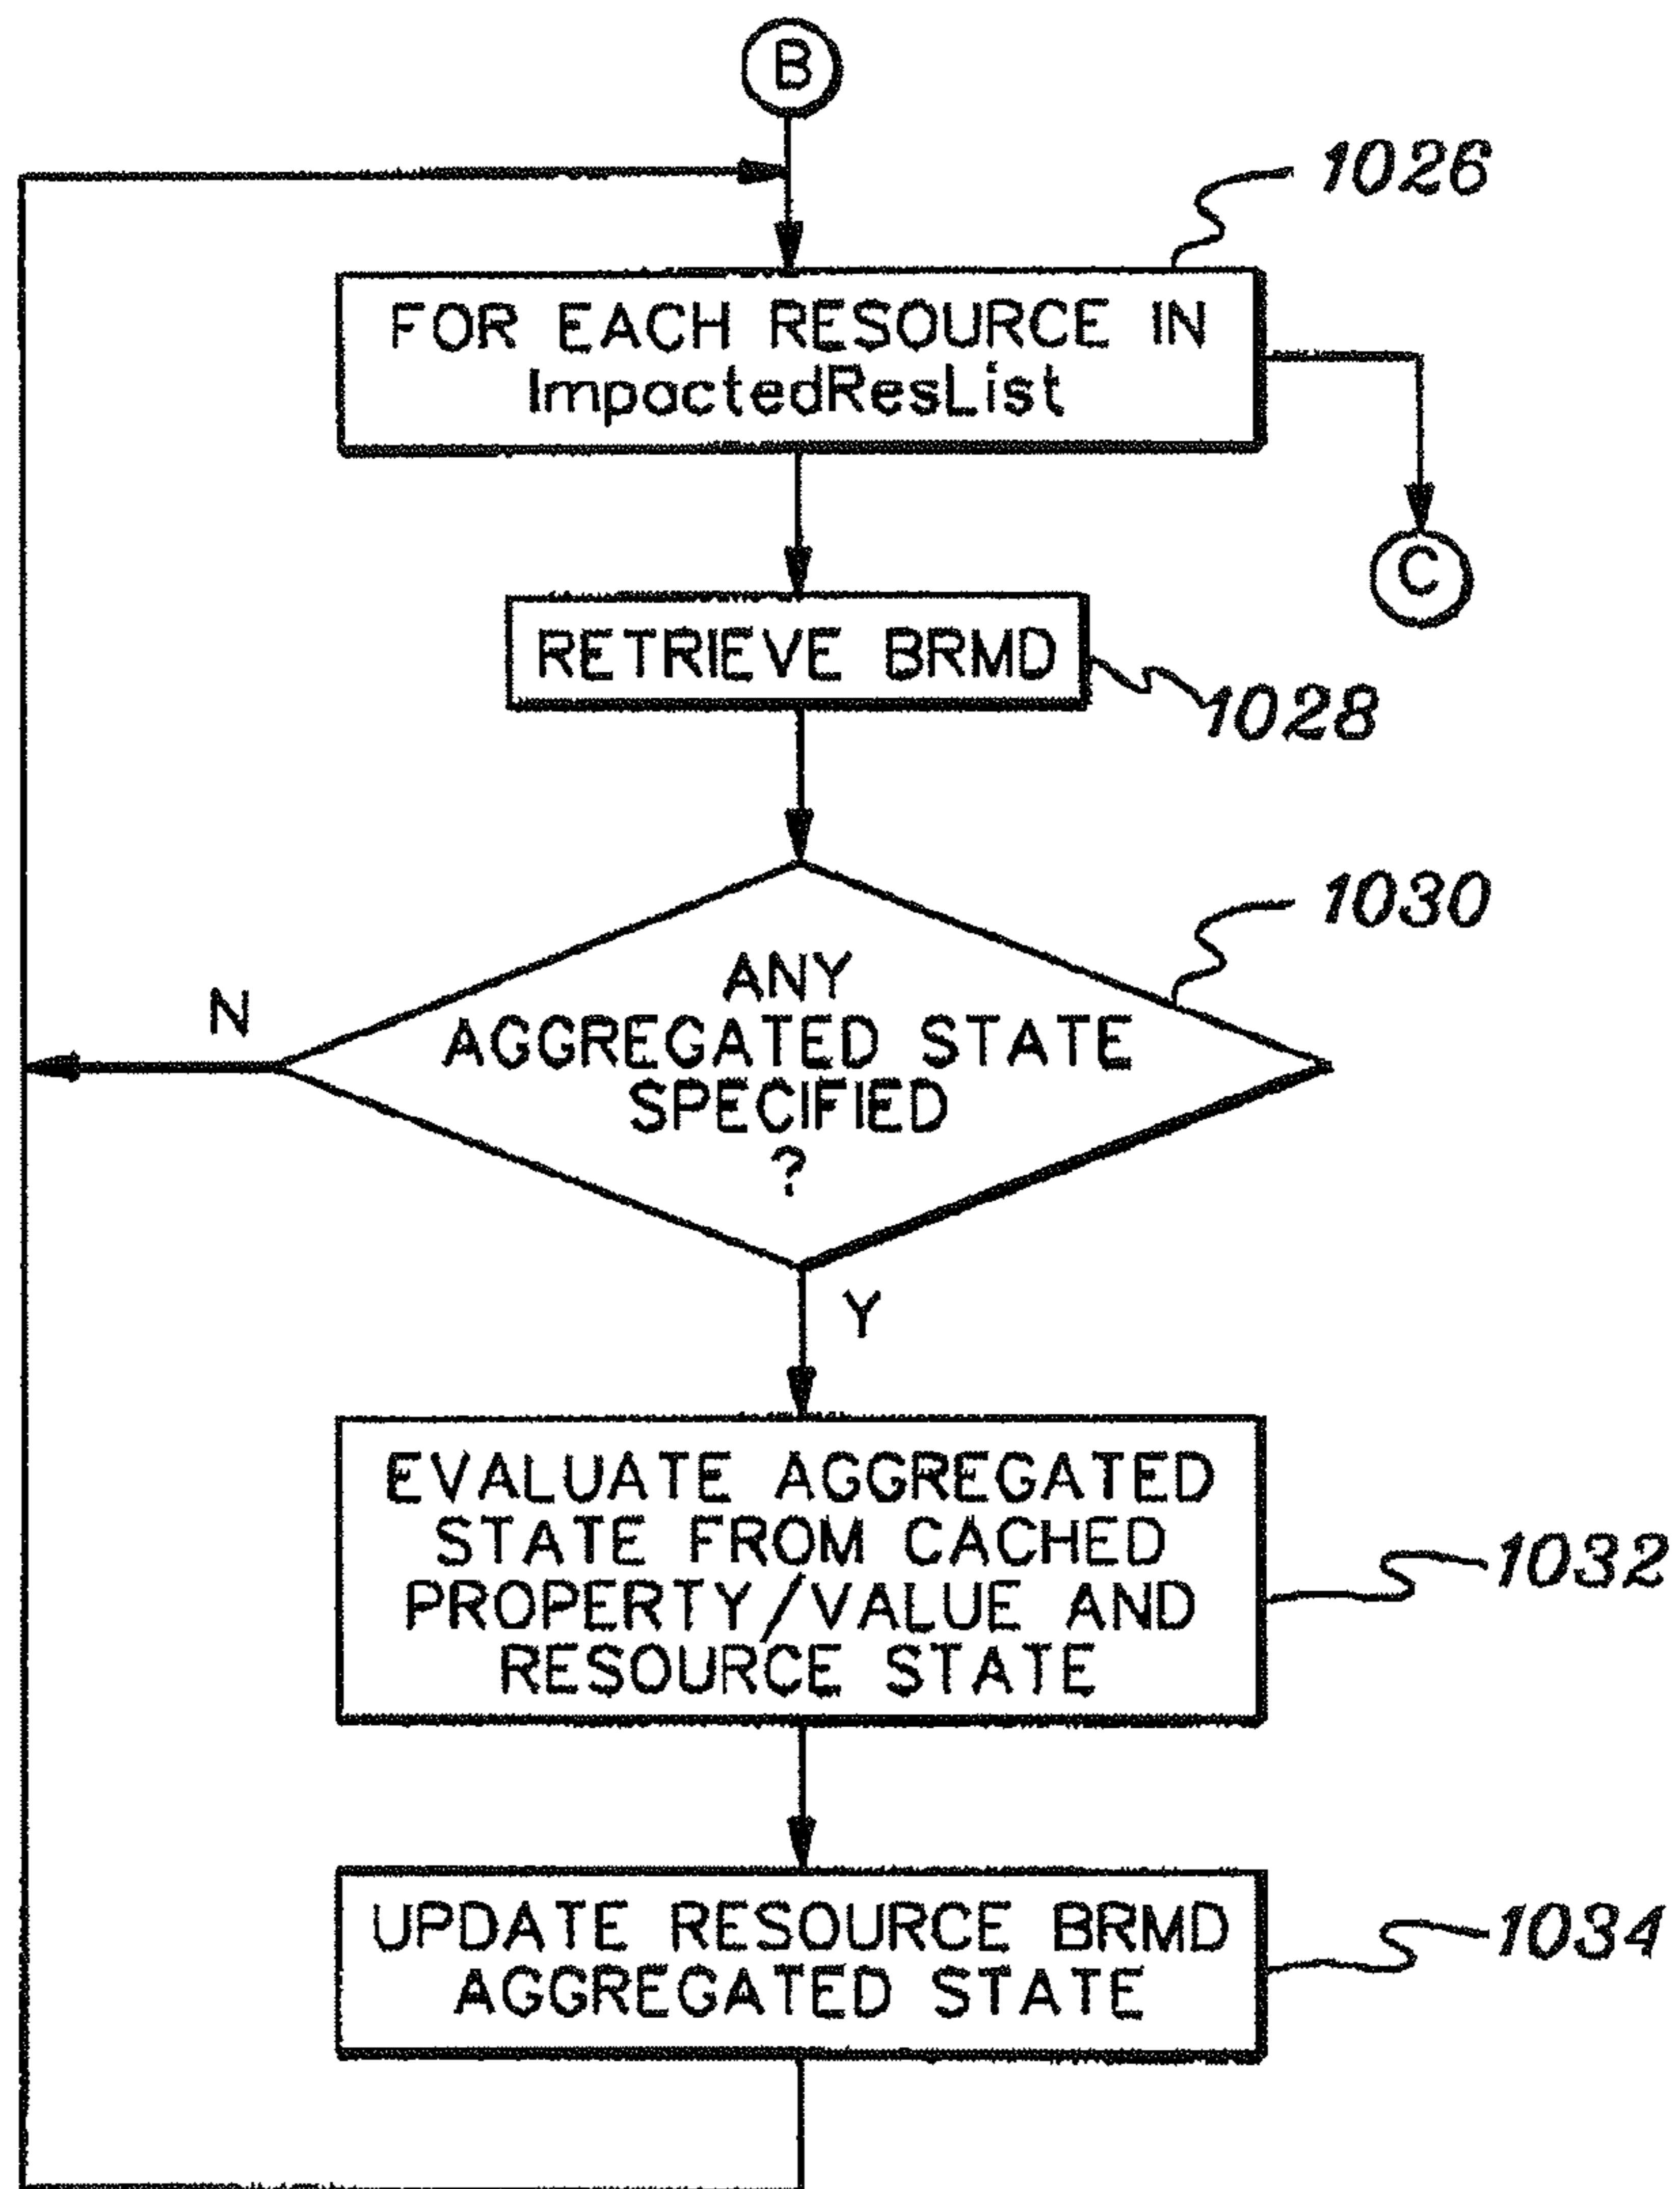 B
1026
FOR EACH RESOURCE IN
ImpactedResList
C
RETRIEVE BRMD
1028
1030
N
ANY
AGGREGATED STATE
SPECIFIED
?
Y
EVALUATE AGGREGATED
STATE FROM CACHED
PROPERTY/VALUE AND
RESOURCE STATE
1032
UPDATE RESOURCE BRMD
AGGREGATED STATE
1034